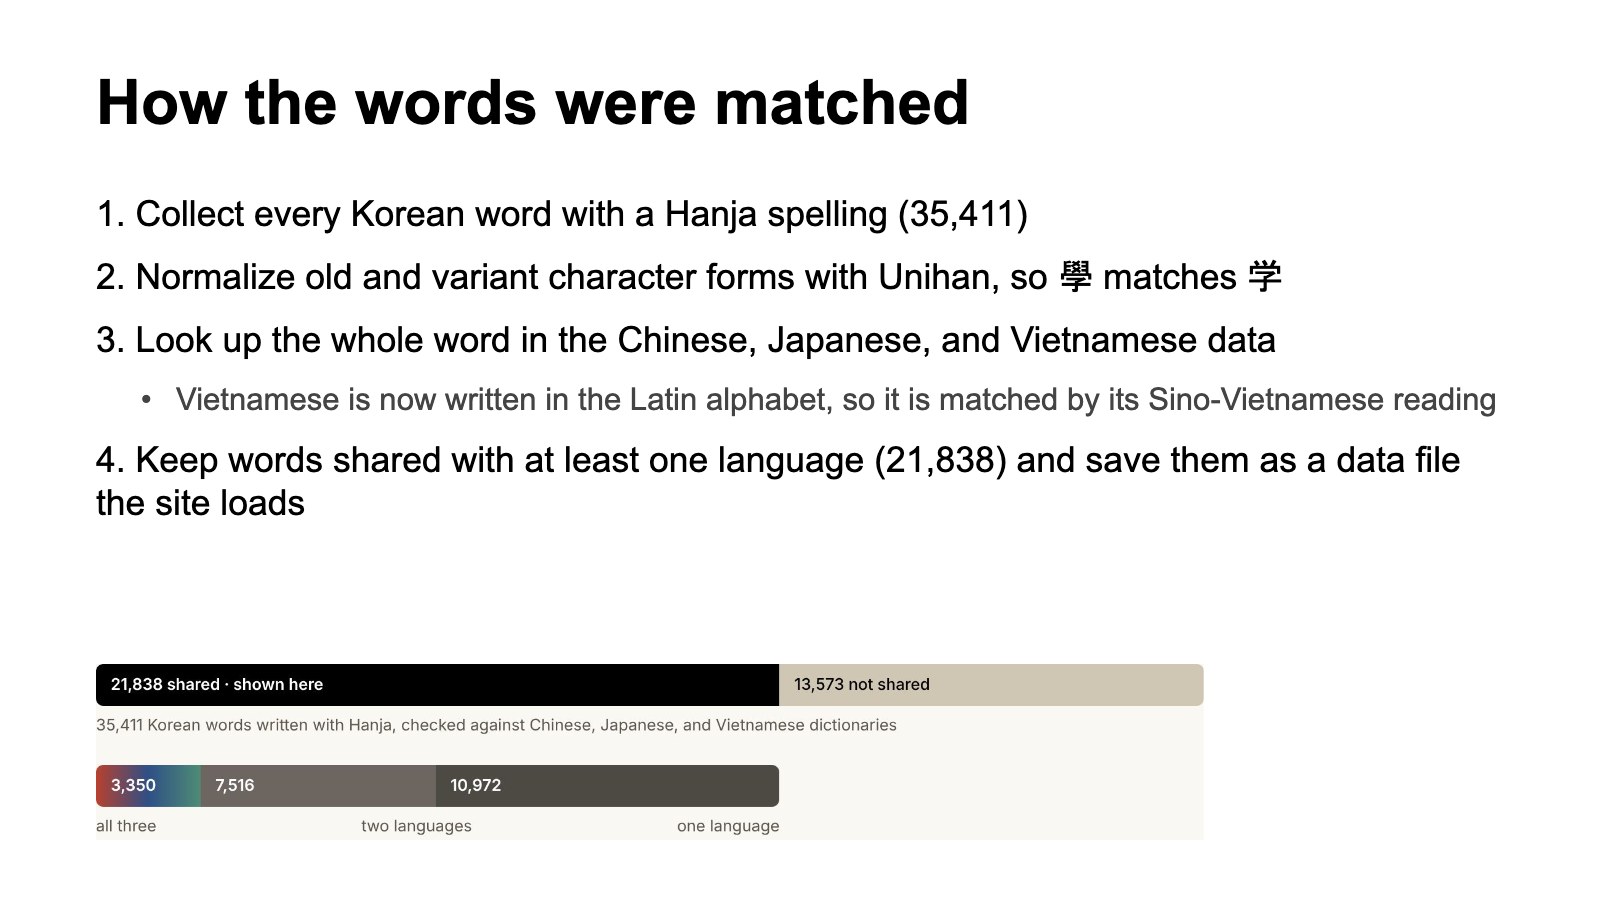 How the words were matched
1. Collect every Korean word with a Hanja spelling (35,411)
2. Normalize old and variant character forms with Unihan, so 學 matches 学
3. Look up the whole word in the Chinese, Japanese, and Vietnamese data
• Vietnamese is now written in the Latin alphabet, so it is matched by its Sino-Vietnamese reading
4. Keep words shared with at least one language (21,838) and save them as a data file
the site loads
21,838 shared · shown here 13,573 not shared
35,411 Korean words written with Hanja, checked against Chinese, Japanese, and Vietnamese dictionaries
3,350 7,516 10,972
all three two languages one language